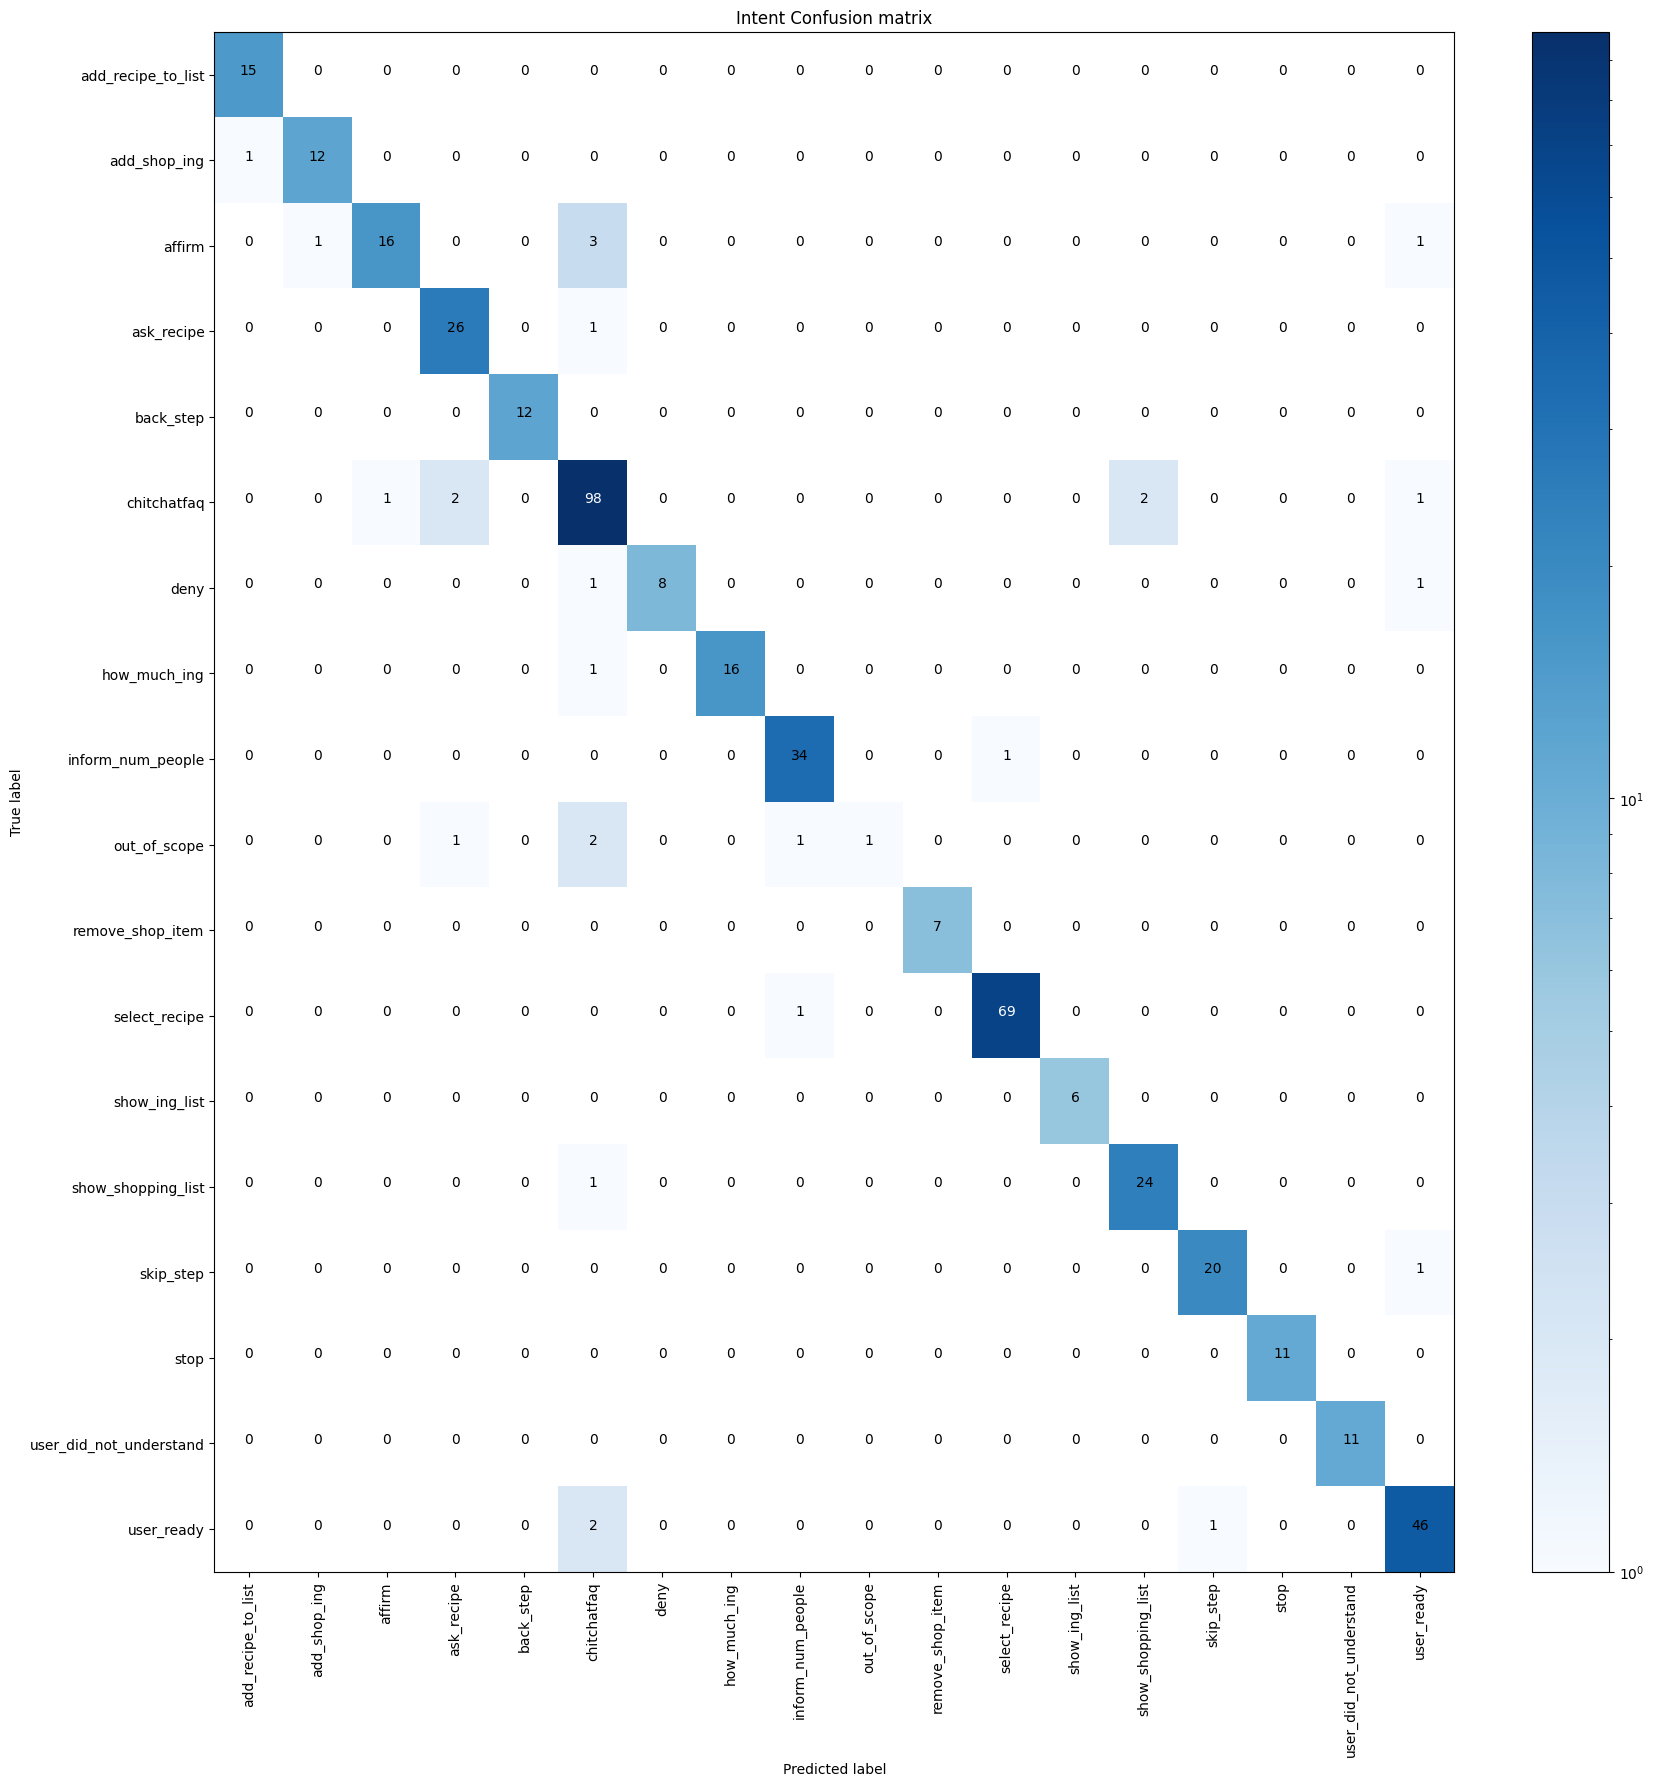 Intent Confusion matrix
add_recipe_to_list 15 0 0 0 0 0 0 0 0 0 0 0 0 0 0 0 0 0
add_shop_ing 1 12 0 0 0 0 0 0 0 0 0 0 0 0 0 0 0 0
affirm 0 1 16 0 0 3 0 0 0 0 0 0 0 0 0 0 0 1
ask_recipe 0 0 0 26 0 1 0 0 0 0 0 0 0 0 0 0 0 0
back_step 0 0 0 0 12 0 0 0 0 0 0 0 0 0 0 0 0 0
chitchatfaq 0 0 1 2 0 98 0 0 0 0 0 0 0 2 0 0 0 1
deny 0 0 0 0 0 1 8 0 0 0 0 0 0 0 0 0 0 1
how_much_ing 0 0 0 0 0 1 0 16 0 0 0 0 0 0 0 0 0 0
inform_num_people 0 0 0 0 0 0 0 0 34 0 0 1 0 0 0 0 0 0
out_of_scope 0 0 0 1 0 2 0 0 1 1 0 0 0 0 0 0 0 0
remove_shop_item 0 0 0 0 0 0 0 0 0 0 7 0 0 0 0 0 0 0
select_recipe 0 0 0 0 0 0 0 0 1 0 0 69 0 0 0 0 0 0
show_ing_list 0 0 0 0 0 0 0 0 0 0 0 0 6 0 0 0 0 0
show_shopping_list 0 0 0 0 0 1 0 0 0 0 0 0 0 24 0 0 0 0
skip_step 0 0 0 0 0 0 0 0 0 0 0 0 0 0 20 0 0 1
stop 0 0 0 0 0 0 0 0 0 0 0 0 0 0 0 11 0 0
user_did_not_understand 0 0 0 0 0 0 0 0 0 0 0 0 0 0 0 0 11 0
user_ready 0 0 0 0 0 2 0 0 0 0 0 0 0 0 1 0 0 46
True label
add_recipe_to_list
add_shop_ing
affirm
ask_recipe
back_step
chitchatfaq
deny
how_much_ing
inform_num_people
out_of_scope
remove_shop_item
select_recipe
show_ing_list
show_shopping_list
skip_step
stop
user_did_not_understand
user_ready
Predicted label
10¹
10⁰